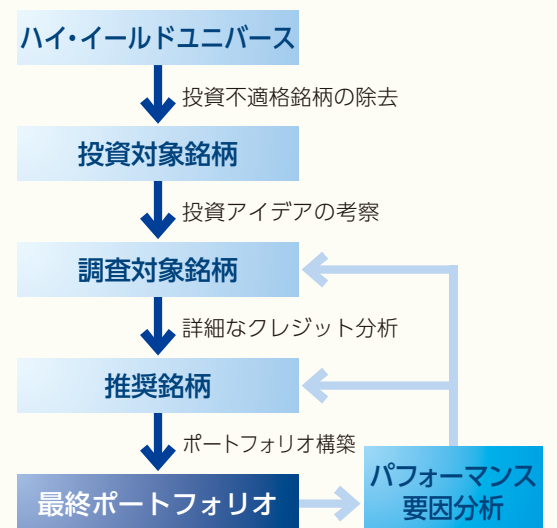 ハイ・イールドユニバース
投資不適格銘柄の除去
投資対象銘柄
投資アイデアの考察
調査対象銘柄
詳細なクレジット分析
推奨銘柄
ポートフォリオ構築
最終ポートフォリオ
パフォーマンス
要因分析